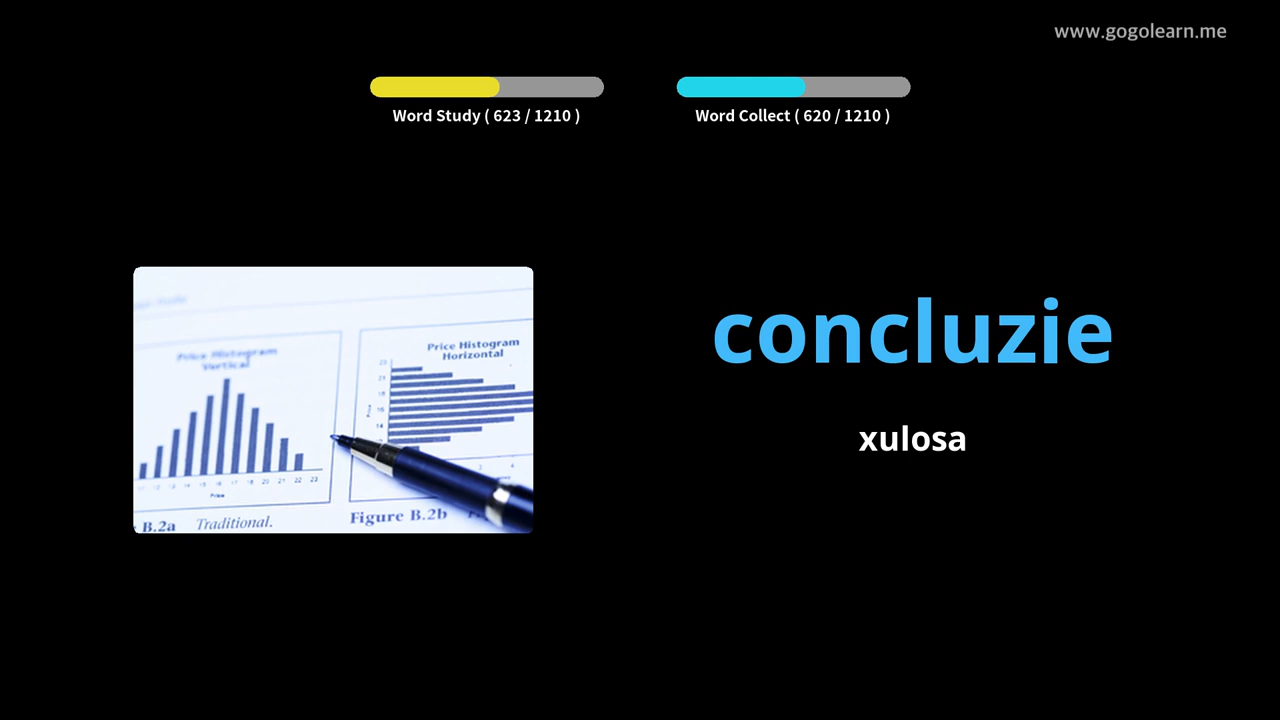 www.gogolearn.me
Word Study ( 623 / 1210 )
Word Collect ( 620 / 1210 )
Price Histogram
Vertical
Price Histogram
Horizontal
Price
B.2a Traditional.
Figure B.2b
concluzie
xulosa